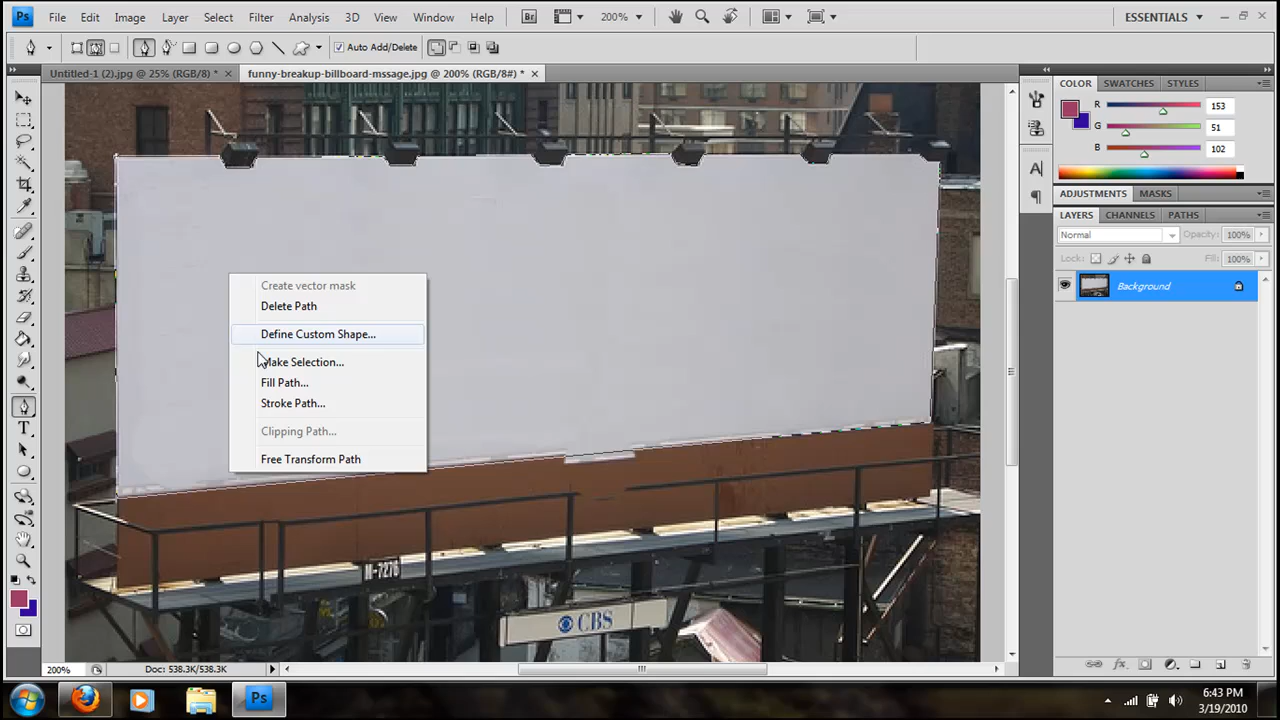 Ps File Edit Image Layer Select Filter Analysis 3D View Window Help Br 200% ESSENTIALS
Auto Add/Delete
Untitled-1 (2).jpg @ 25% (RGB/8) * funny-breakup-billboard-mssage.jpg @ 200% (RGB/8#) *
COLOR SWATCHES STYLES
R 153
G 51
B 102
ADJUSTMENTS MASKS
LAYERS CHANNELS PATHS
Normal Opacity: 100%
Lock: Fill: 100%
Background
Create vector mask
Delete Path
Define Custom Shape...
Make Selection...
Fill Path...
Stroke Path...
Clipping Path...
Free Transform Path
M-7276
CBS
200% Doc: 538.3K/538.3K
Ps 6:43 PM
3/19/2010